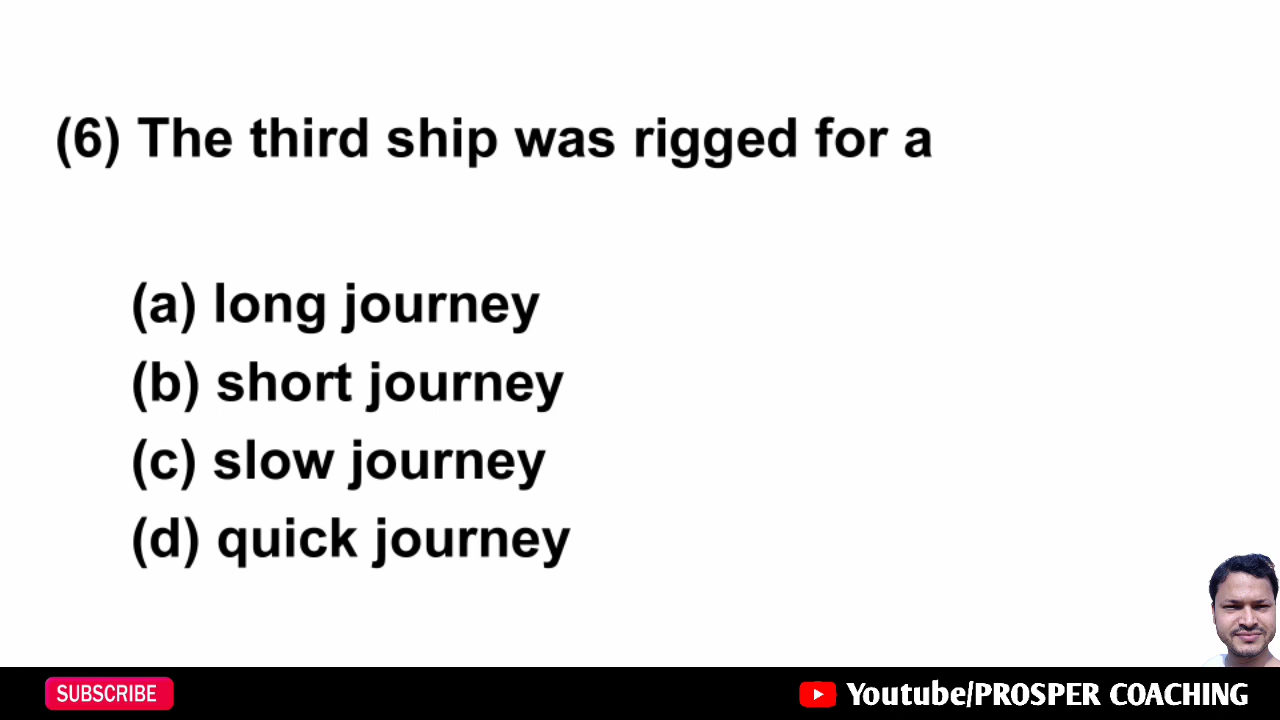 (6) The third ship was rigged for a
(a) long journey
(b) short journey
(c) slow journey
(d) quick journey
SUBSCRIBE
Youtube/PROSPER COACHING